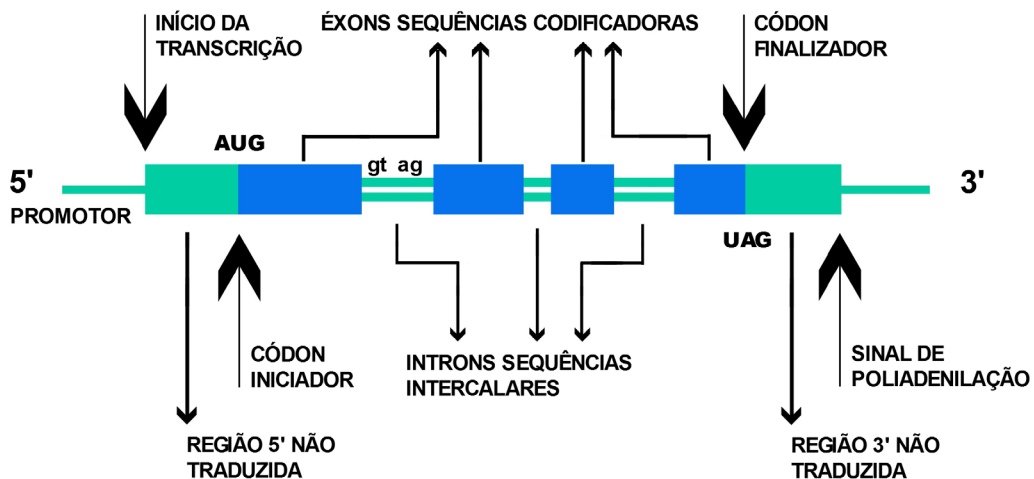 INÍCIO DA
TRANSCRIÇÃO
ÉXONS SEQUÊNCIAS CODIFICADORAS
CÓDON
FINALIZADOR
AUG
gt ag
5'
3'
PROMOTOR
UAG
CÓDON
INICIADOR
INTRONS SEQUÊNCIAS
INTERCALARES
SINAL DE
POLIADENILAÇÃO
REGIÃO 5' NÃO
TRADUZIDA
REGIÃO 3' NÃO
TRADUZIDA